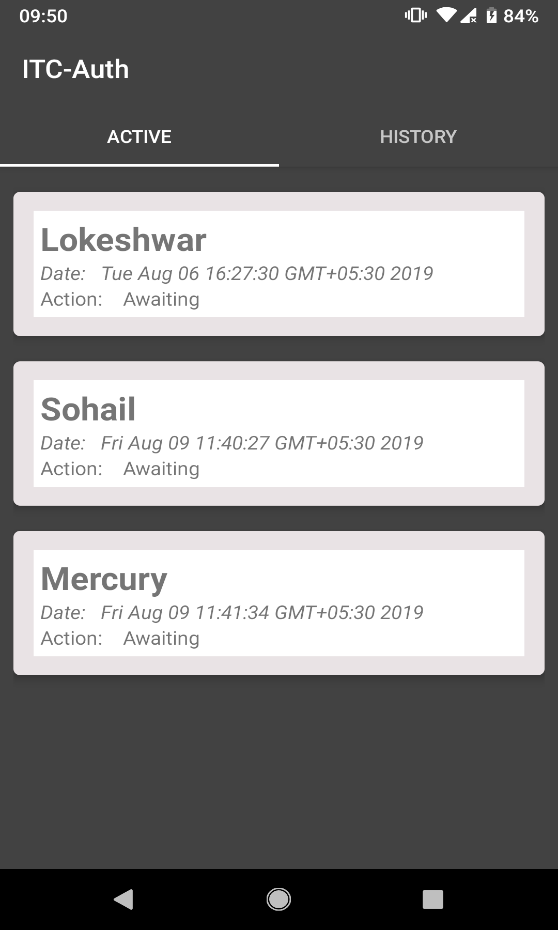 09:50 84%
ITC-Auth
ACTIVE HISTORY
Lokeshwar
Date: Tue Aug 06 16:27:30 GMT+05:30 2019
Action: Awaiting
Sohail
Date: Fri Aug 09 11:40:27 GMT+05:30 2019
Action: Awaiting
Mercury
Date: Fri Aug 09 11:41:34 GMT+05:30 2019
Action: Awaiting